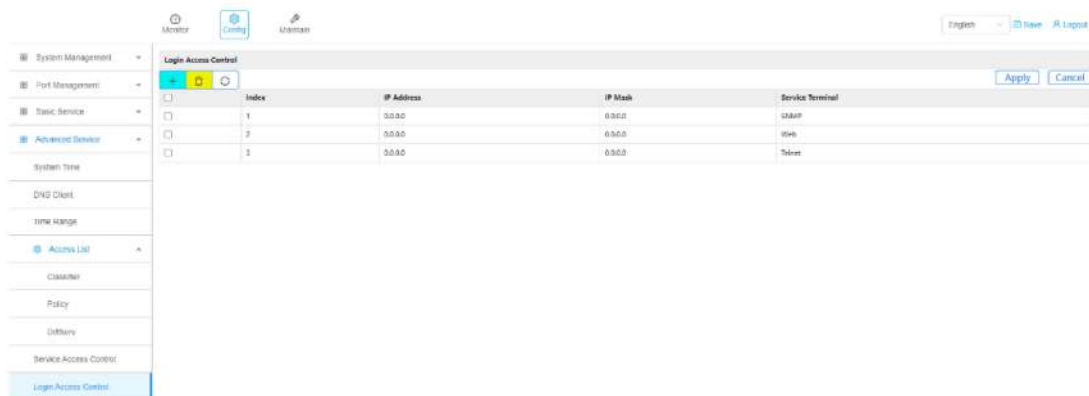 Monitor
Config
Maintain
English
Save
Logout
System Management
Port Management
Basic Service
Advanced Service
System Time
DNS Client
Time Range
Access List
Classifier
Policy
Diffserv
Service Access Control
Login Access Control
Login Access Control
Apply Cancel
Index IP Address IP Mask Service Terminal
1 0.0.0.0 0.0.0.0 SNMP
2 0.0.0.0 0.0.0.0 Web
3 0.0.0.0 0.0.0.0 Telnet